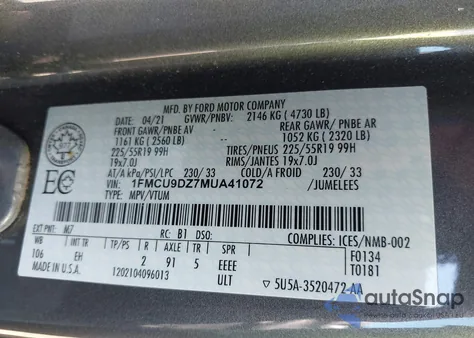 MFD. BY FORD MOTOR COMPANY
04/21 GVWR/PNBV: 2146 KG ( 4730 LB)
FRONT GAWR/PNBE AV REAR GAWR / PNBE AR
1161 KG ( 2560 LB) 1052 KG ( 2320 LB)
225/55R19 99H TIRES/PNEUS 225/55R19 99H
19x7.0J RIMS/JANTES 19x7.0J
AT/A kPa/PSI/LPC 230/ 33 COLD/A FROID 230/ 33
VIN: 1FMCU9DZ7MUA41072 /JUMELEES
TYPE: MPV/VTUM
EC
EXT PNT: M7 RC: B1 DSO: COMPLIES: ICES/NMB-002
WB INT TR TP/PS R AXLE TR SPR F0134
106 EH 2 91 5 EEEE T0181
MADE IN U.S.A. 1202104096013 ULT 5U5A-3520472-AA
autoSnap